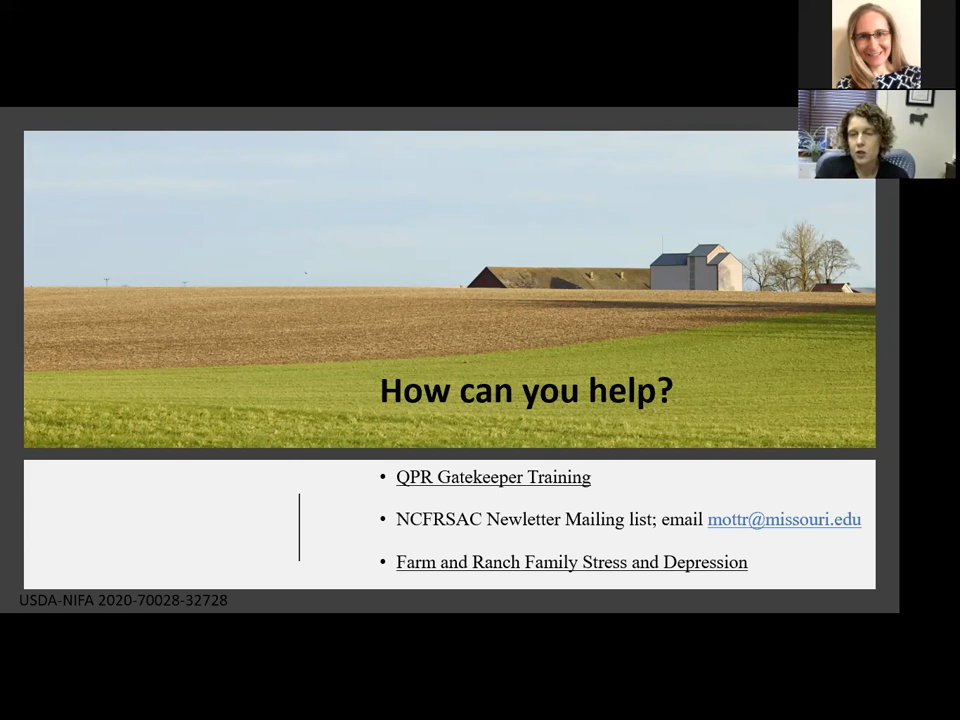 How can you help?
• QPR Gatekeeper Training
• NCFRSAC Newletter Mailing list; email mottr@missouri.edu
• Farm and Ranch Family Stress and Depression
USDA-NIFA 2020-70028-32728